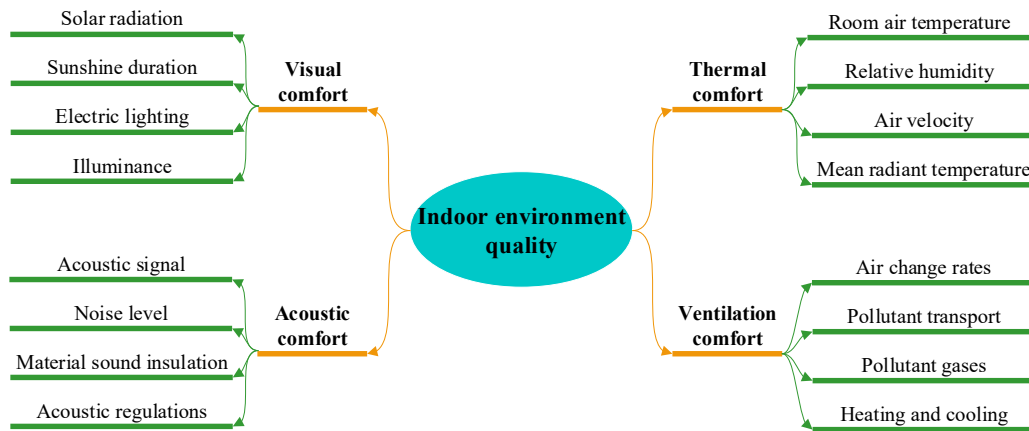 Solar radiation
Sunshine duration
Electric lighting
Illuminance
Visual
comfort
Acoustic signal
Noise level
Material sound insulation
Acoustic regulations
Acoustic
comfort
Indoor environment
quality
Thermal
comfort
Room air temperature
Relative humidity
Air velocity
Mean radiant temperature
Ventilation
comfort
Air change rates
Pollutant transport
Pollutant gases
Heating and cooling